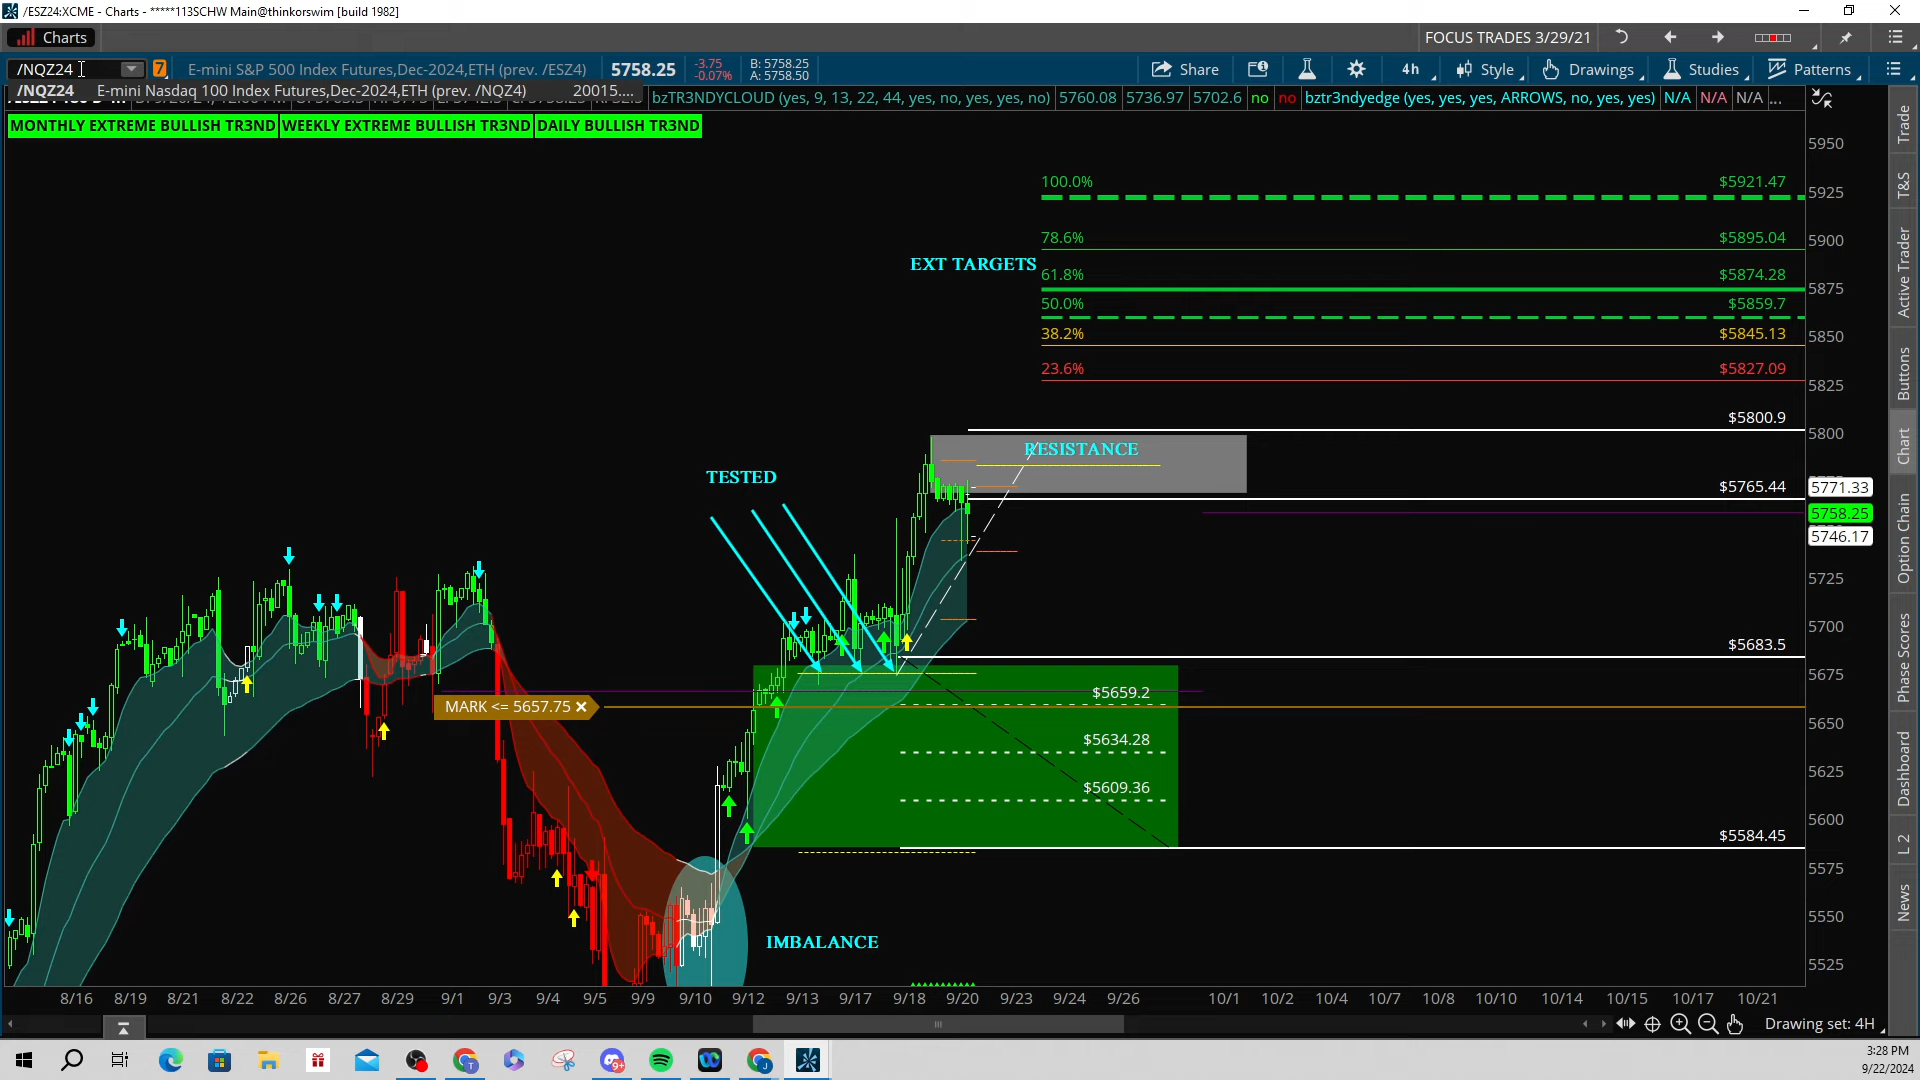 /ESZ24:XCME - Charts - *****113SCHW Main@thinkorswim [build 1982]
Charts
FOCUS TRADES 3/29/21
/NQZ24
7
E-mini S&P 500 Index Futures,Dec-2024,ETH (prev. /ESZ4)
5758.25
-3.75
-0.07%
B: 5758.25
A: 5758.50
Share
4h
Style
Drawings
Studies
Patterns
/NQZ24 E-mini Nasdaq 100 Index Futures,Dec-2024,ETH (prev. /NQZ4) 20015....
bzTR3NDYCLOUD (yes, 9, 13, 22, 44, yes, no, yes, yes, no) 5760.08 5736.97 5702.6 no no bztr3ndyedge (yes, yes, yes, ARROWS, no, yes, yes) N/A N/A N/A ...
MONTHLY EXTREME BULLISH TR3ND WEEKLY EXTREME BULLISH TR3ND DAILY BULLISH TR3ND
5950
100.0% $5921.47
5925
78.6% $5895.04
5900
EXT TARGETS
61.8% $5874.28
5875
50.0% $5859.7
38.2% $5845.13
5850
23.6% $5827.09
5825
$5800.9
5800
RESISTANCE
TESTED
$5765.44
5771.33
5758.25
5746.17
5725
5700
$5683.5
5675
$5659.2
MARK <= 5657.75
5650
$5634.28
5625
$5609.36
5600
$5584.45
5575
5550
IMBALANCE
5525
8/16 8/19 8/21 8/22 8/26 8/27 8/29 9/1 9/3 9/4 9/5 9/9 9/10 9/12 9/13 9/17 9/18 9/20 9/23 9/24 9/26 10/1 10/2 10/4 10/7 10/8 10/10 10/14 10/15 10/17 10/21
Drawing set: 4H
Trade
T&S
Active Trader
Buttons
Chart
Option Chain
Phase Scores
Dashboard
L 2
News
9+
3:28 PM
9/22/2024